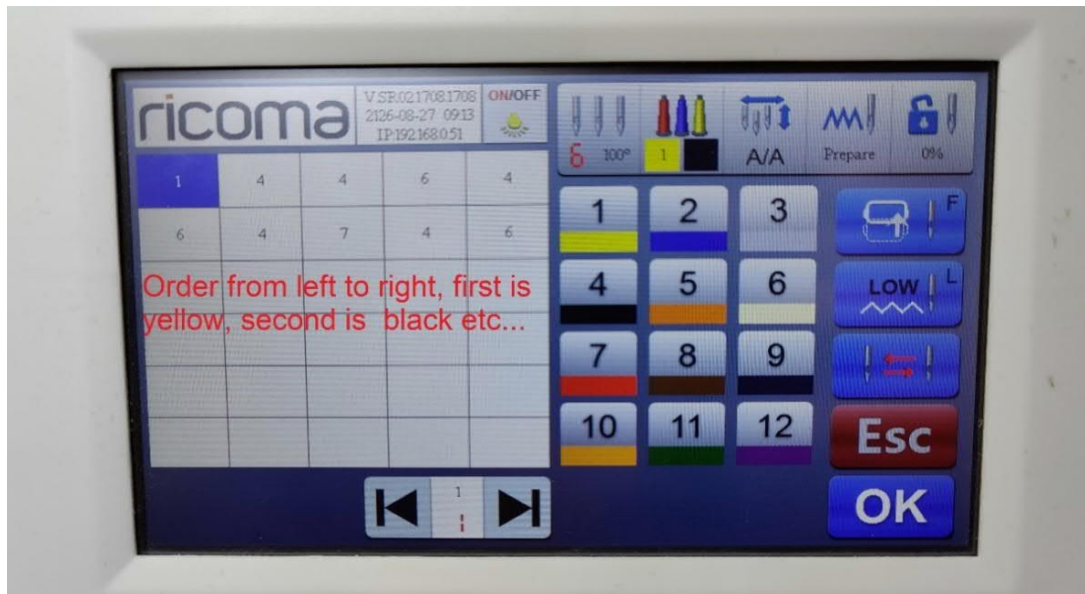 ricoma
V.SR.02.1708.1708
2126-08-27 09:13
IP:192.168.0.51
ON/OFF
6 100°
1
A/A
Prepare
0%
1 4 4 6 4
6 4 7 4 6
Order from left to right, first is
yellow, second is black etc...
1 2 3
F
4 5 6
LOW L
7 8 9
10 11 12
Esc
1
OK